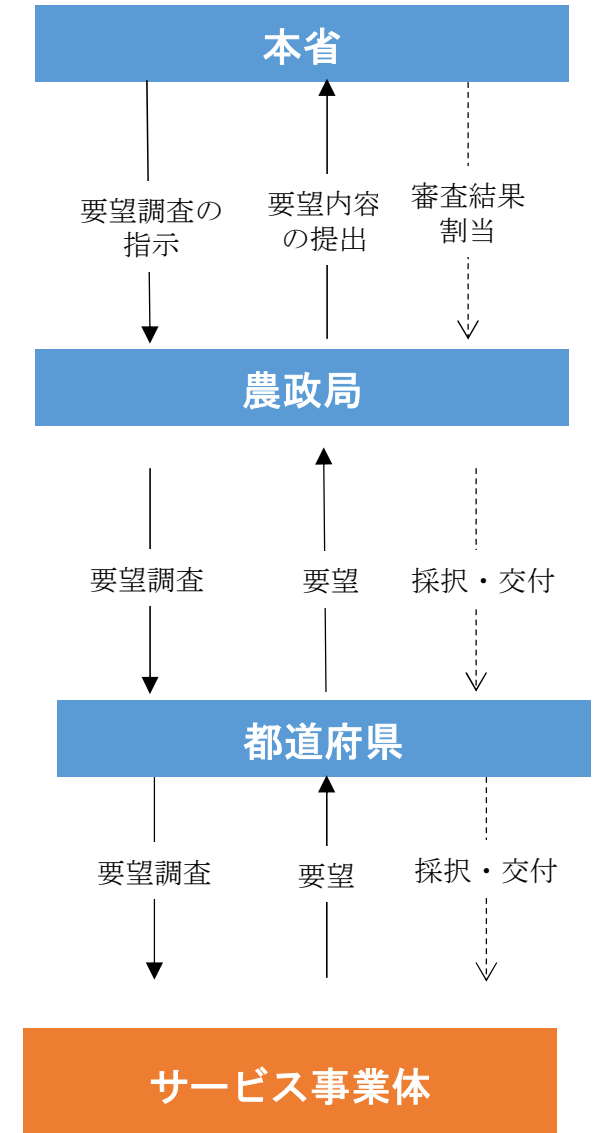 本省
要望調査の
指示
要望内容
の提出
審査結果
割当
農政局
要望調査
要望
採択・交付
都道府県
要望調査
要望
採択・交付
サービス事業体